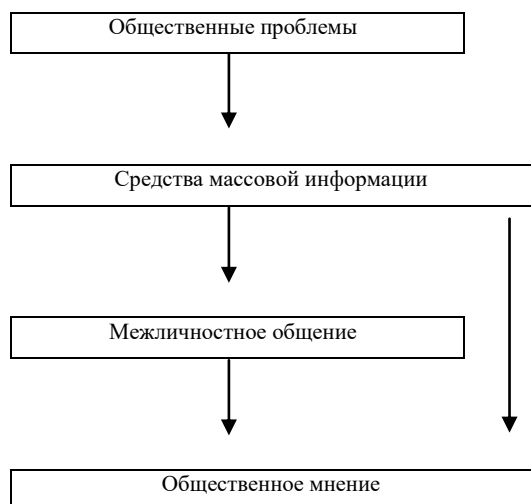 Общественные проблемы
Средства массовой информации
Межличностное общение
Общественное мнение